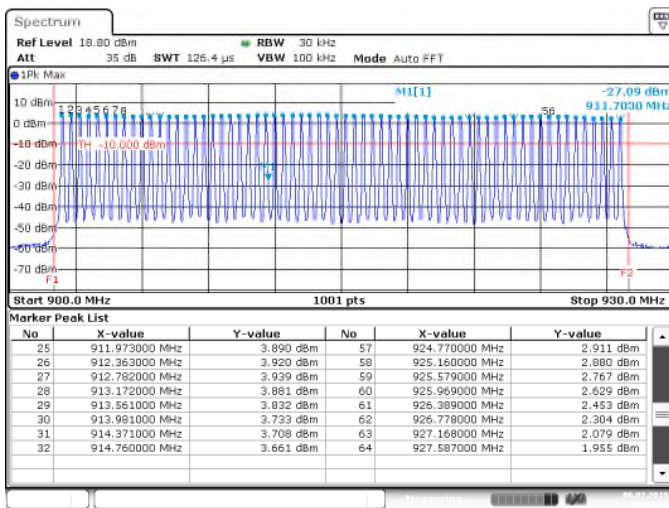 Spectrum
Ref Level 18.80 dBm RBW 30 kHz
Att 35 dB SWT 126.4 µs VBW 100 kHz Mode Auto FFT
1Pk Max
M1[1] -27.09 dBm
911.7030 MHz
10 dBm
12345678 56
0 dBm
-10 dBm TH -10.000 dBm
-20 dBm
-30 dBm
-40 dBm
-50 dBm
-60 dBm
-70 dBm
F1 F2
Start 900.0 MHz 1001 pts Stop 930.0 MHz
Marker Peak List
No X-value Y-value No X-value Y-value
25 911.973000 MHz 3.890 dBm 57 924.770000 MHz 2.911 dBm
26 912.363000 MHz 3.920 dBm 58 925.160000 MHz 2.880 dBm
27 912.782000 MHz 3.939 dBm 59 925.579000 MHz 2.767 dBm
28 913.172000 MHz 3.881 dBm 60 925.969000 MHz 2.629 dBm
29 913.561000 MHz 3.832 dBm 61 926.389000 MHz 2.453 dBm
30 913.981000 MHz 3.733 dBm 62 926.778000 MHz 2.304 dBm
31 914.371000 MHz 3.708 dBm 63 927.168000 MHz 2.079 dBm
32 914.760000 MHz 3.661 dBm 64 927.587000 MHz 1.955 dBm
Measuring...